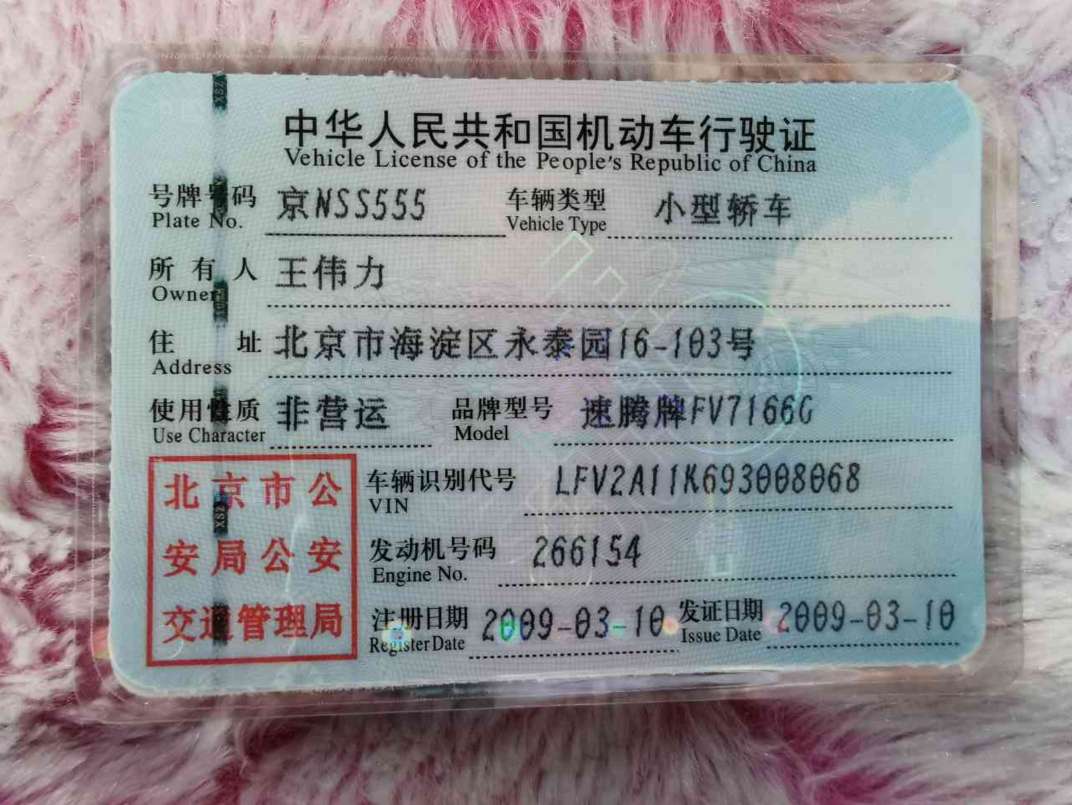 中华人民共和国机动车行驶证
Vehicle License of the People's Republic of China
号牌号码 京NSS555 车辆类型 小型轿车
Plate No. Vehicle Type
所有人 王伟力
Owner
住址 北京市海淀区永泰园16-103号
Address
使用性质 非营运 品牌型号 速腾牌FV7166G
Use Character Model
北京市公 车辆识别代号 LFV2A11K693008068
VIN
安局公安 发动机号码 266154
Engine No.
交通管理局 注册日期 2009-03-10 发证日期 2009-03-10
Register Date Issue Date